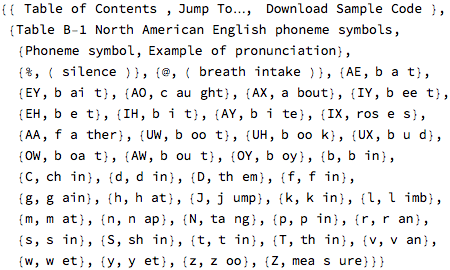 {{ Table of Contents , Jump To…,  Download Sample Code },
{Table B-1 North American English phoneme symbols,
{Phoneme symbol, Example of pronunciation},
{%, ( silence )}, {@, ( breath intake )}, {AE, b a t},
{EY, b ai t}, {AO, c au ght}, {AX, a bout}, {IY, b ee t},
{EH, b e t}, {IH, b i t}, {AY, b i te}, {IX, ros e s},
{AA, f a ther}, {UW, b oo t}, {UH, b oo k}, {UX, b u d},
{OW, b oa t}, {AW, b ou t}, {OY, b oy}, {b, b in},
{C, ch in}, {d, d in}, {D, th em}, {f, f in},
{g, g ain}, {h, h at}, {J, j ump}, {k, k in}, {l, l imb},
{m, m at}, {n, n ap}, {N, ta ng}, {p, p in}, {r, r an},
{s, s in}, {S, sh in}, {t, t in}, {T, th in}, {v, v an},
{w, w et}, {y, y et}, {z, z oo}, {Z, mea s ure}}}